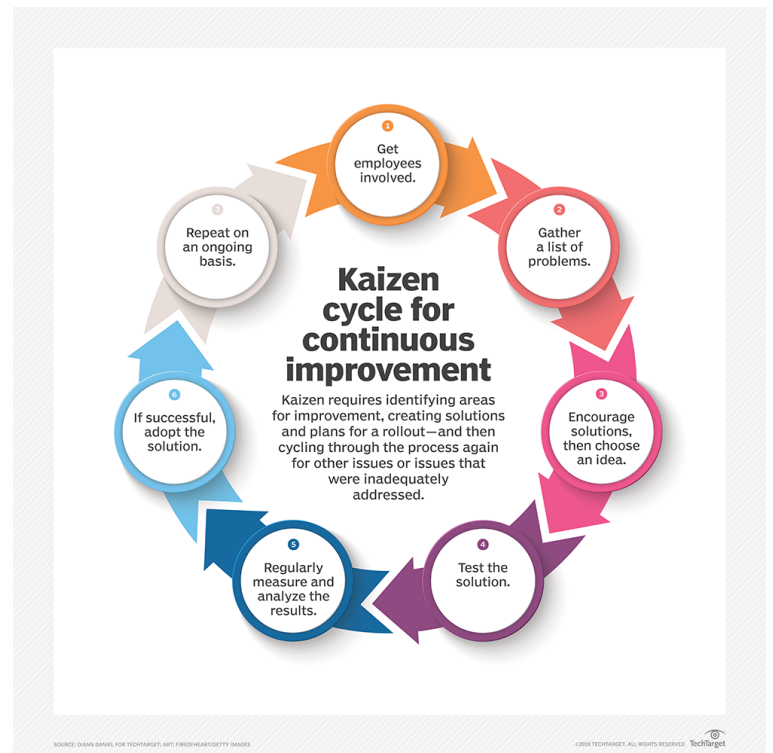 1
Get
employees
involved.
2
Gather
a list of
problems.
3
Encourage
solutions,
then choose
an idea.
4
Test the
solution.
5
Regularly
measure and
analyze the
results.
6
If successful,
adopt the
solution.
7
Repeat on
an ongoing
basis.
Kaizen
cycle for
continuous
improvement
Kaizen requires identifying areas
for improvement, creating solutions
and plans for a rollout—and then
cycling through the process again
for other issues or issues that
were inadequately
addressed.
SOURCE: DIANN DANIEL FOR TECHTARGET; ART: FIREOFHEART/GETTY IMAGES
TECHTARGET, ALL RIGHTS RESERVED TechTarget